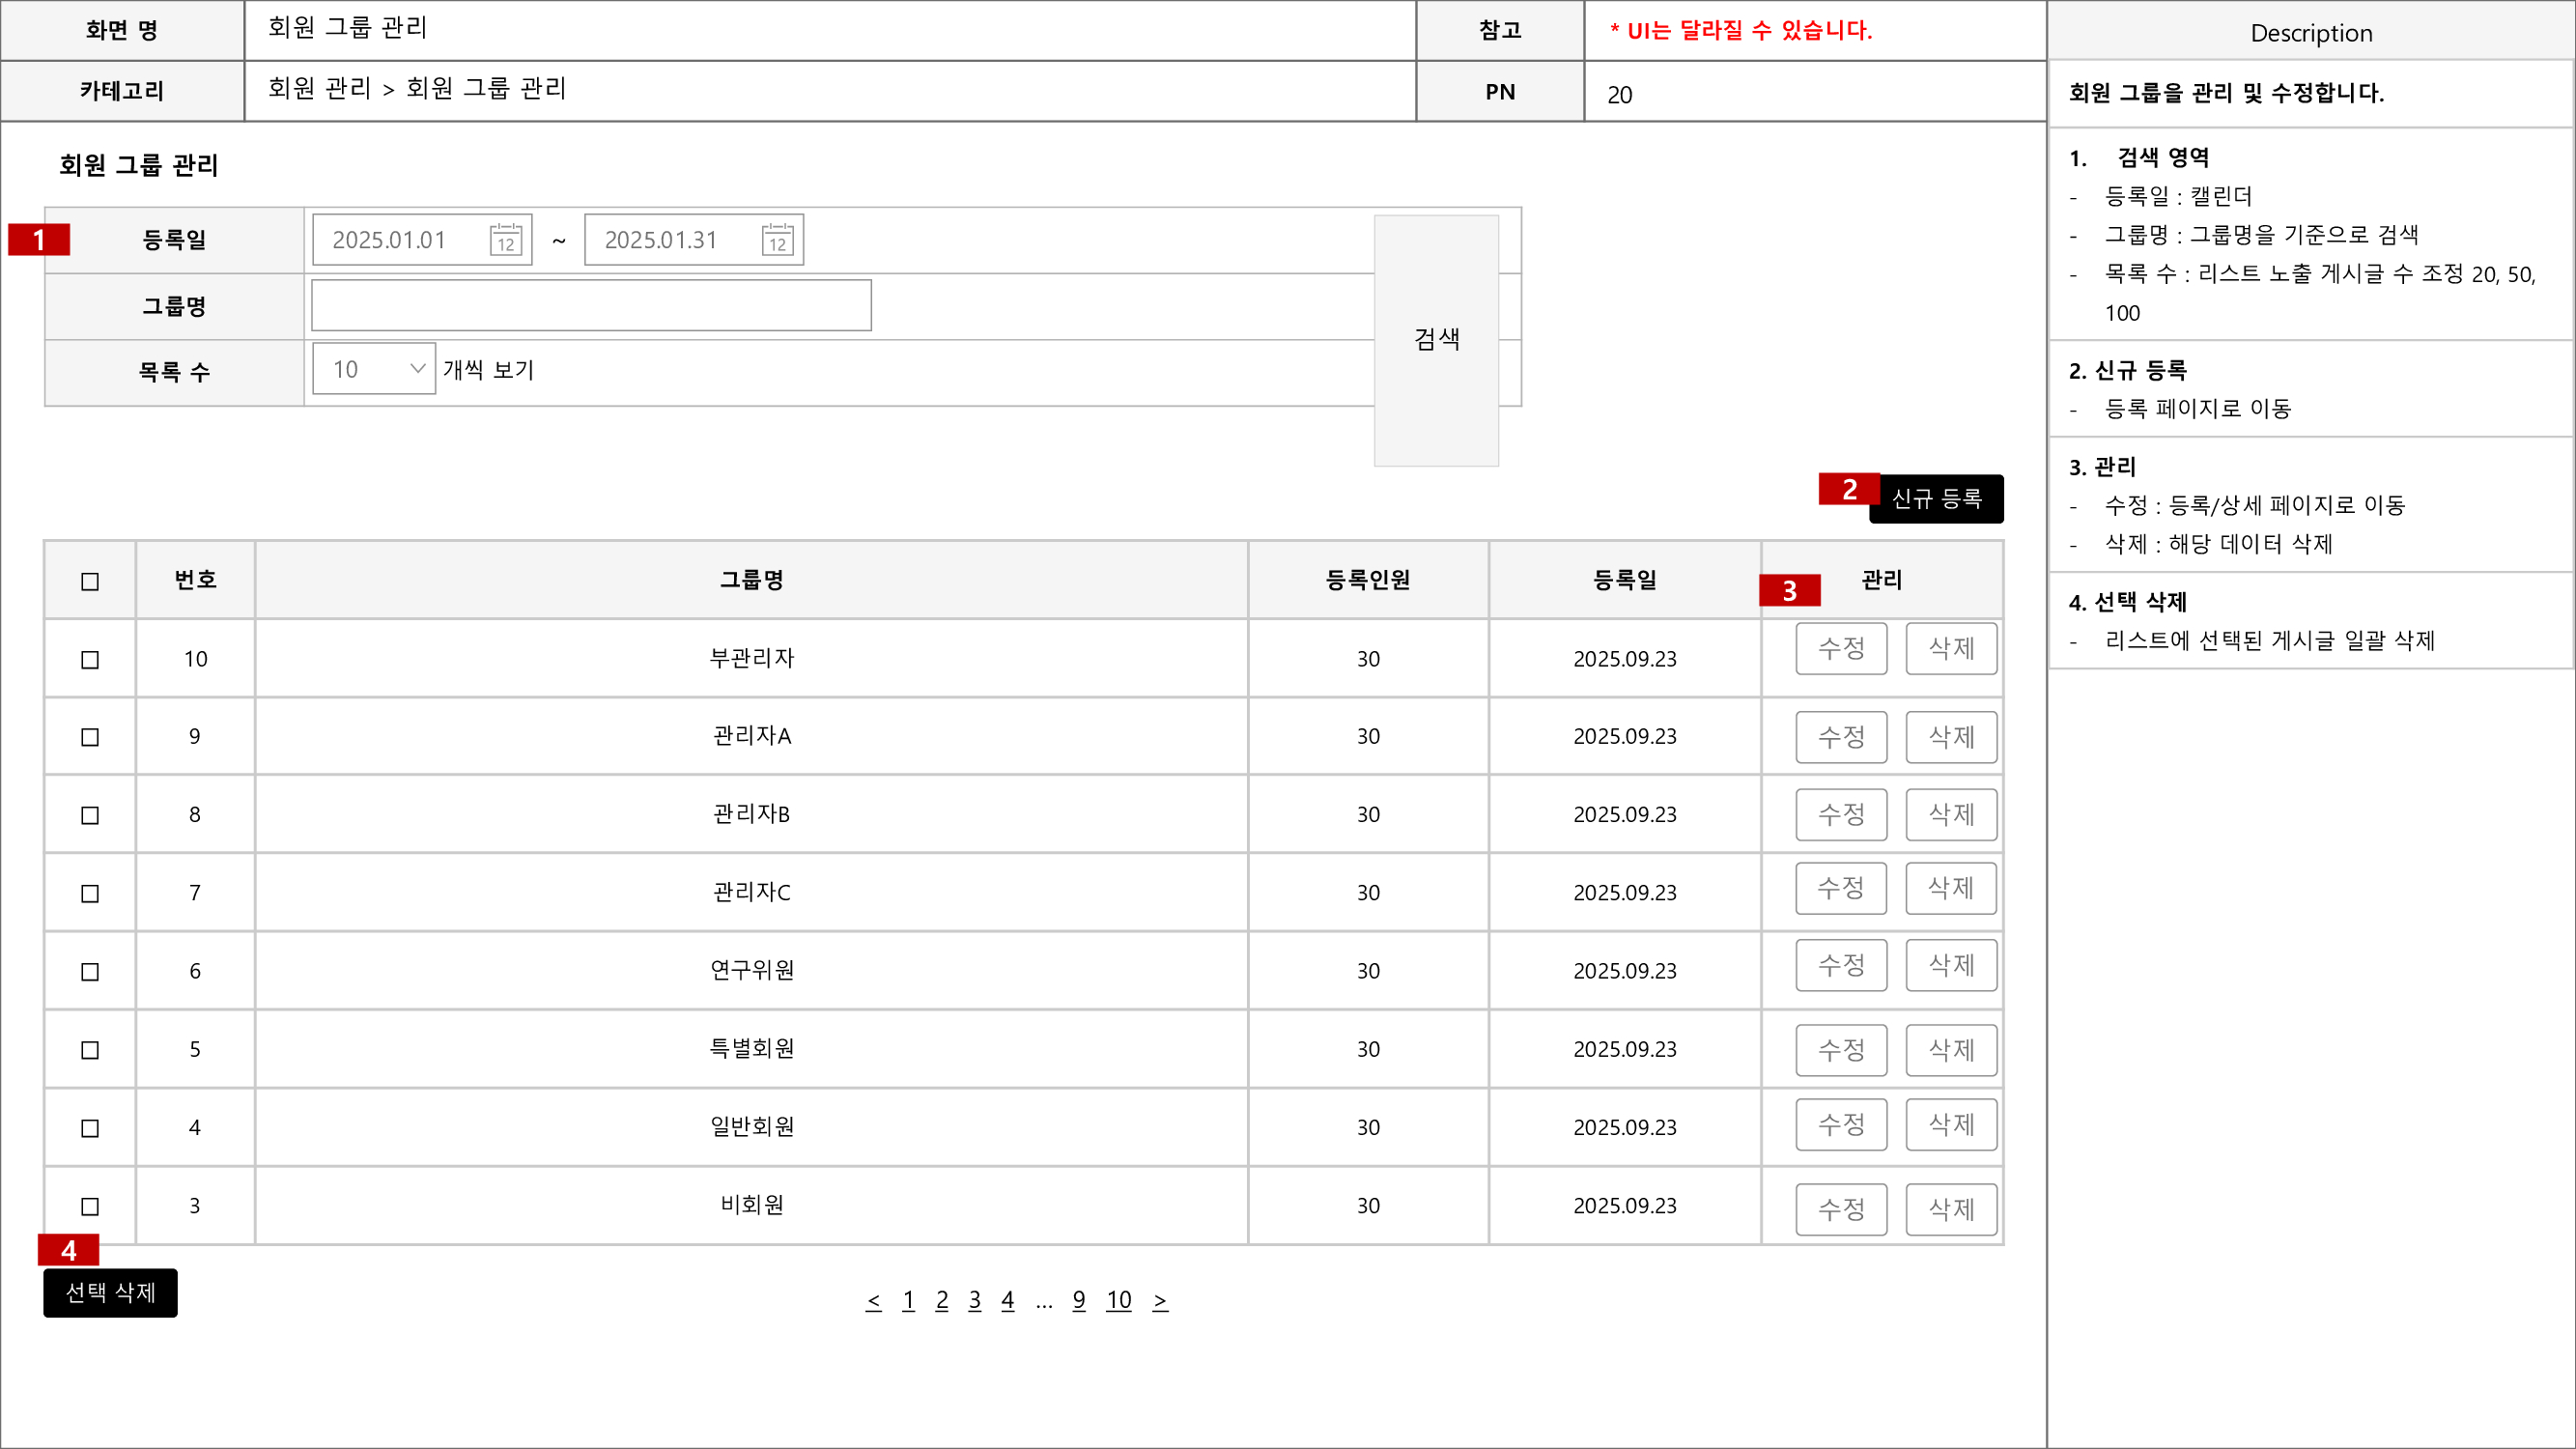 화면 명
회원 그룹 관리
참고
* UI는 달라질 수 있습니다.
카테고리
회원 관리 > 회원 그룹 관리
PN
20
회원 그룹 관리
1
등록일
2025.01.01
12
~
2025.01.31
12
그룹명
목록 수
10
개씩 보기
검색
2
신규 등록
번호
그룹명
등록인원
등록일
3
관리
10
부관리자
30
2025.09.23
수정
삭제
9
관리자A
30
2025.09.23
수정
삭제
8
관리자B
30
2025.09.23
수정
삭제
7
관리자C
30
2025.09.23
수정
삭제
6
연구위원
30
2025.09.23
수정
삭제
5
특별회원
30
2025.09.23
수정
삭제
4
일반회원
30
2025.09.23
수정
삭제
3
비회원
30
2025.09.23
수정
삭제
4
선택 삭제
< 1 2 3 4 … 9 10 >
Description
회원 그룹을 관리 및 수정합니다.
1. 검색 영역
- 등록일 : 캘린더
- 그룹명 : 그룹명을 기준으로 검색
- 목록 수 : 리스트 노출 게시글 수 조정 20, 50,
100
2. 신규 등록
- 등록 페이지로 이동
3. 관리
- 수정 : 등록/상세 페이지로 이동
- 삭제 : 해당 데이터 삭제
4. 선택 삭제
- 리스트에 선택된 게시글 일괄 삭제